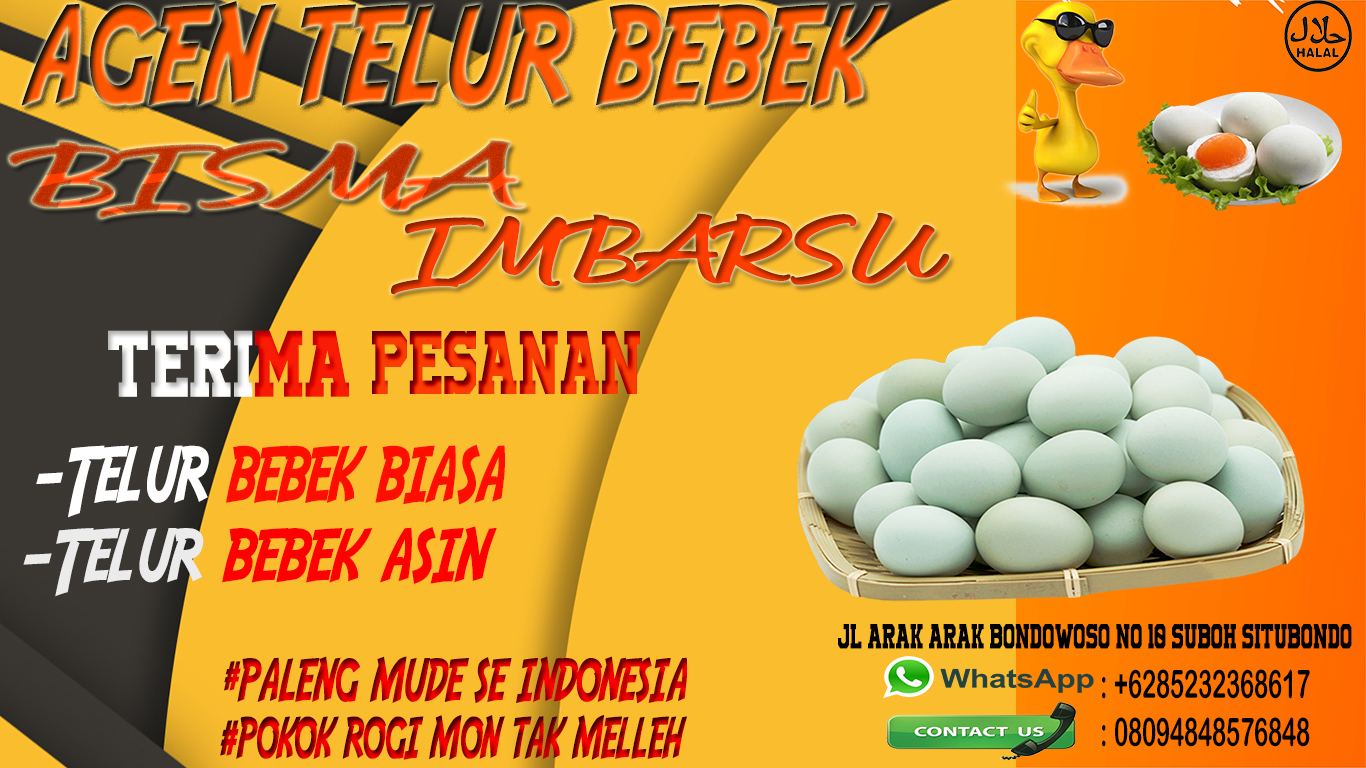 AGEN TELUR BEBEK
BISMA
IMBARSU
حلال
HALAL
TERIMA PESANAN
-TELUR BEBEK BIASA
-TELUR BEBEK ASIN
#PALENG MUDE SE INDONESIA
#POKOK ROGI MON TAK MELLEH
JL ARAK ARAK BONDOWOSO NO 18 SUBOH SITUBONDO
WhatsApp : +6285232368617
CONTACT US : 08094848576848